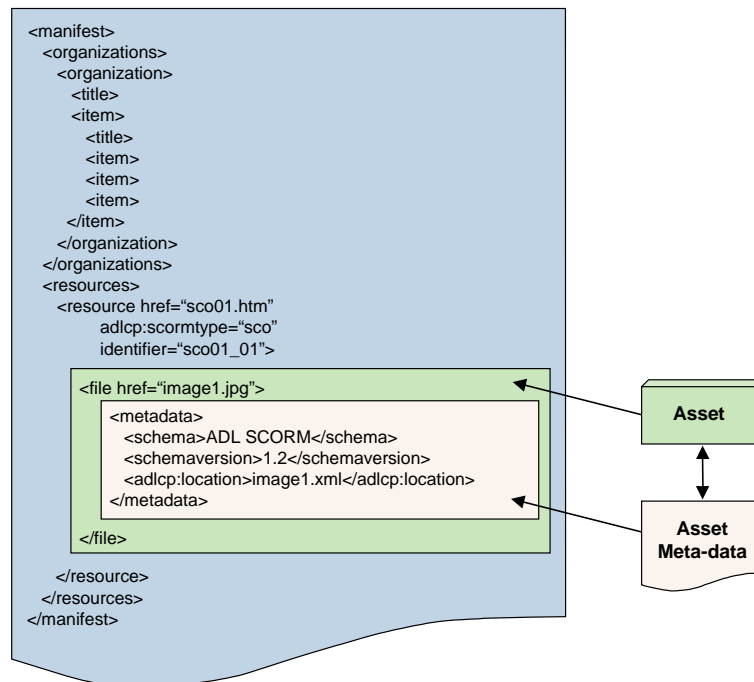 <manifest>
<organizations>
<organization>
<title>
<item>
<title>
<item>
<item>
<item>
</item>
</organization>
</organizations>
<resources>
<resource href=“sco01.htm”
adlcp:scormtype=“sco”
identifier=“sco01_01”>
<file href=“image1.jpg”>
<metadata>
<schema>ADL SCORM</schema>
<schemaversion>1.2</schemaversion>
<adlcp:location>image1.xml</adlcp:location>
</metadata>
</file>
</resource>
</resources>
</manifest>
Asset
Asset
Meta-data